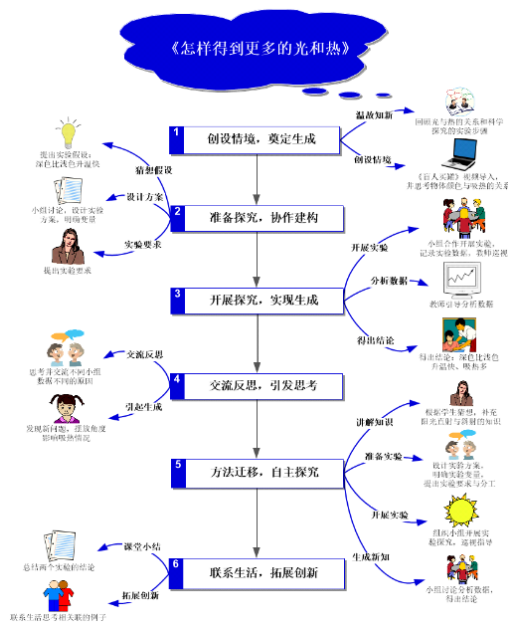 《怎样得到更多的光和热》
温故知新
回顾光与热的关系和科学
探究的实验步骤
1
创设情境，奠定生成
创设情境
《巨人买罐》视频导入，
并思考物体颜色与吸热的关系
提出实验假设：
深色比浅色升温快
猜想假设
设计方案
小组讨论，设计实验
方案，明确变量
2
准备探究，协作建构
实验要求
提出实验要求
开展实验
小组合作开展实验，
记录实验数据，教师巡视
3
开展探究，实现生成
分析数据
教师引导分析数据
得出结论
得出结论：深色比浅色
升温快、吸热多
交流反思
思考并交流不同小组
数据不同的原因
4
交流反思，引发思考
引起生成
发现新问题，摆放角度
影响吸热情况
讲解知识
根据学生猜想，补充
阳光直射与斜射的知识
准备实验
设计实验方案，
明确实验变量，
提出实验要求与分工
5
方法迁移，自主探究
开展实验
组织小组开展实
验探究，巡视指导
生成新知
小组讨论分析数据，
得出结论
课堂小结
总结两个实验的结论
6
联系生活，拓展创新
拓展创新
联系生活思考相关联的例子